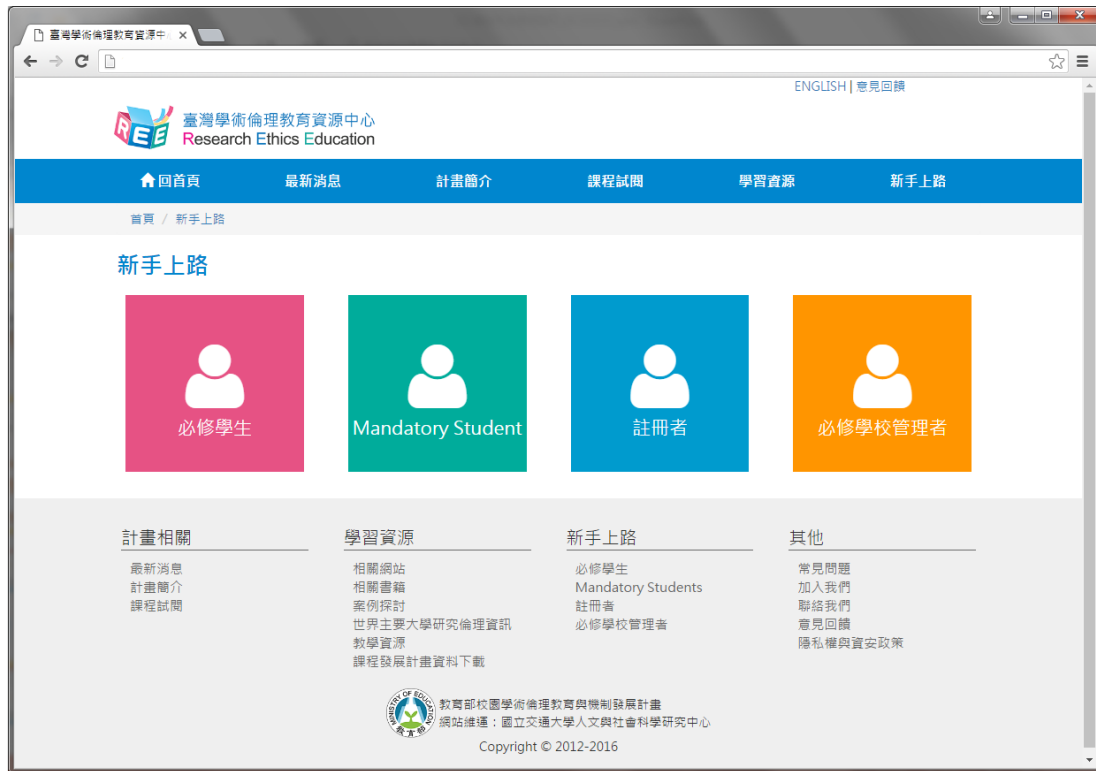 臺灣學術倫理教育資源中
ENGLISH | 意見回饋
REE
臺灣學術倫理教育資源中心
Research Ethics Education
回首頁 最新消息 計畫簡介 課程試閱 學習資源 新手上路
首頁 / 新手上路
新手上路
必修學生 Mandatory Student 註冊者 必修學校管理者
計畫相關
最新消息
計畫簡介
課程試閱
學習資源
相關網站
相關書籍
案例探討
世界主要大學研究倫理資訊
教學資源
課程發展計畫資料下載
新手上路
必修學生
Mandatory Students
註冊者
必修學校管理者
其他
常見問題
加入我們
聯絡我們
意見回饋
隱私權與資安政策
MINISTRY OF EDUCATION
教育部
教育部校園學術倫理教育與機制發展計畫
網站維運：國立交通大學人文與社會科學研究中心
Copyright © 2012-2016